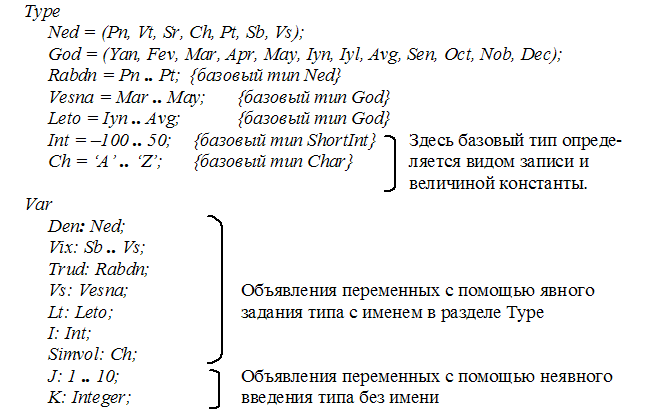 Type
Ned = (Pn, Vt, Sr, Ch, Pt, Sb, Vs);
God = (Yan, Fev, Mar, Apr, May, Iyn, Iyl, Avg, Sen, Oct, Nob, Dec);
Rabdn = Pn .. Pt; {базовый тип Ned}
Vesna = Mar .. May; {базовый тип God}
Leto = Iyn .. Avg; {базовый тип God}
Int = –100 .. 50; {базовый тип ShortInt}
Ch = ‘A’ .. ‘Z’; {базовый тип Char}
Здесь базовый тип опреде-
ляется видом записи и
величиной константы.
Var
Den: Ned;
Vix: Sb .. Vs;
Trud: Rabdn;
Vs: Vesna;
Lt: Leto;
I: Int;
Simvol: Ch;
Объявления переменных с помощью явного
задания типа с именем в разделе Type
J: 1 .. 10;
K: Integer;
Объявления переменных с помощью неявного
введения типа без имени